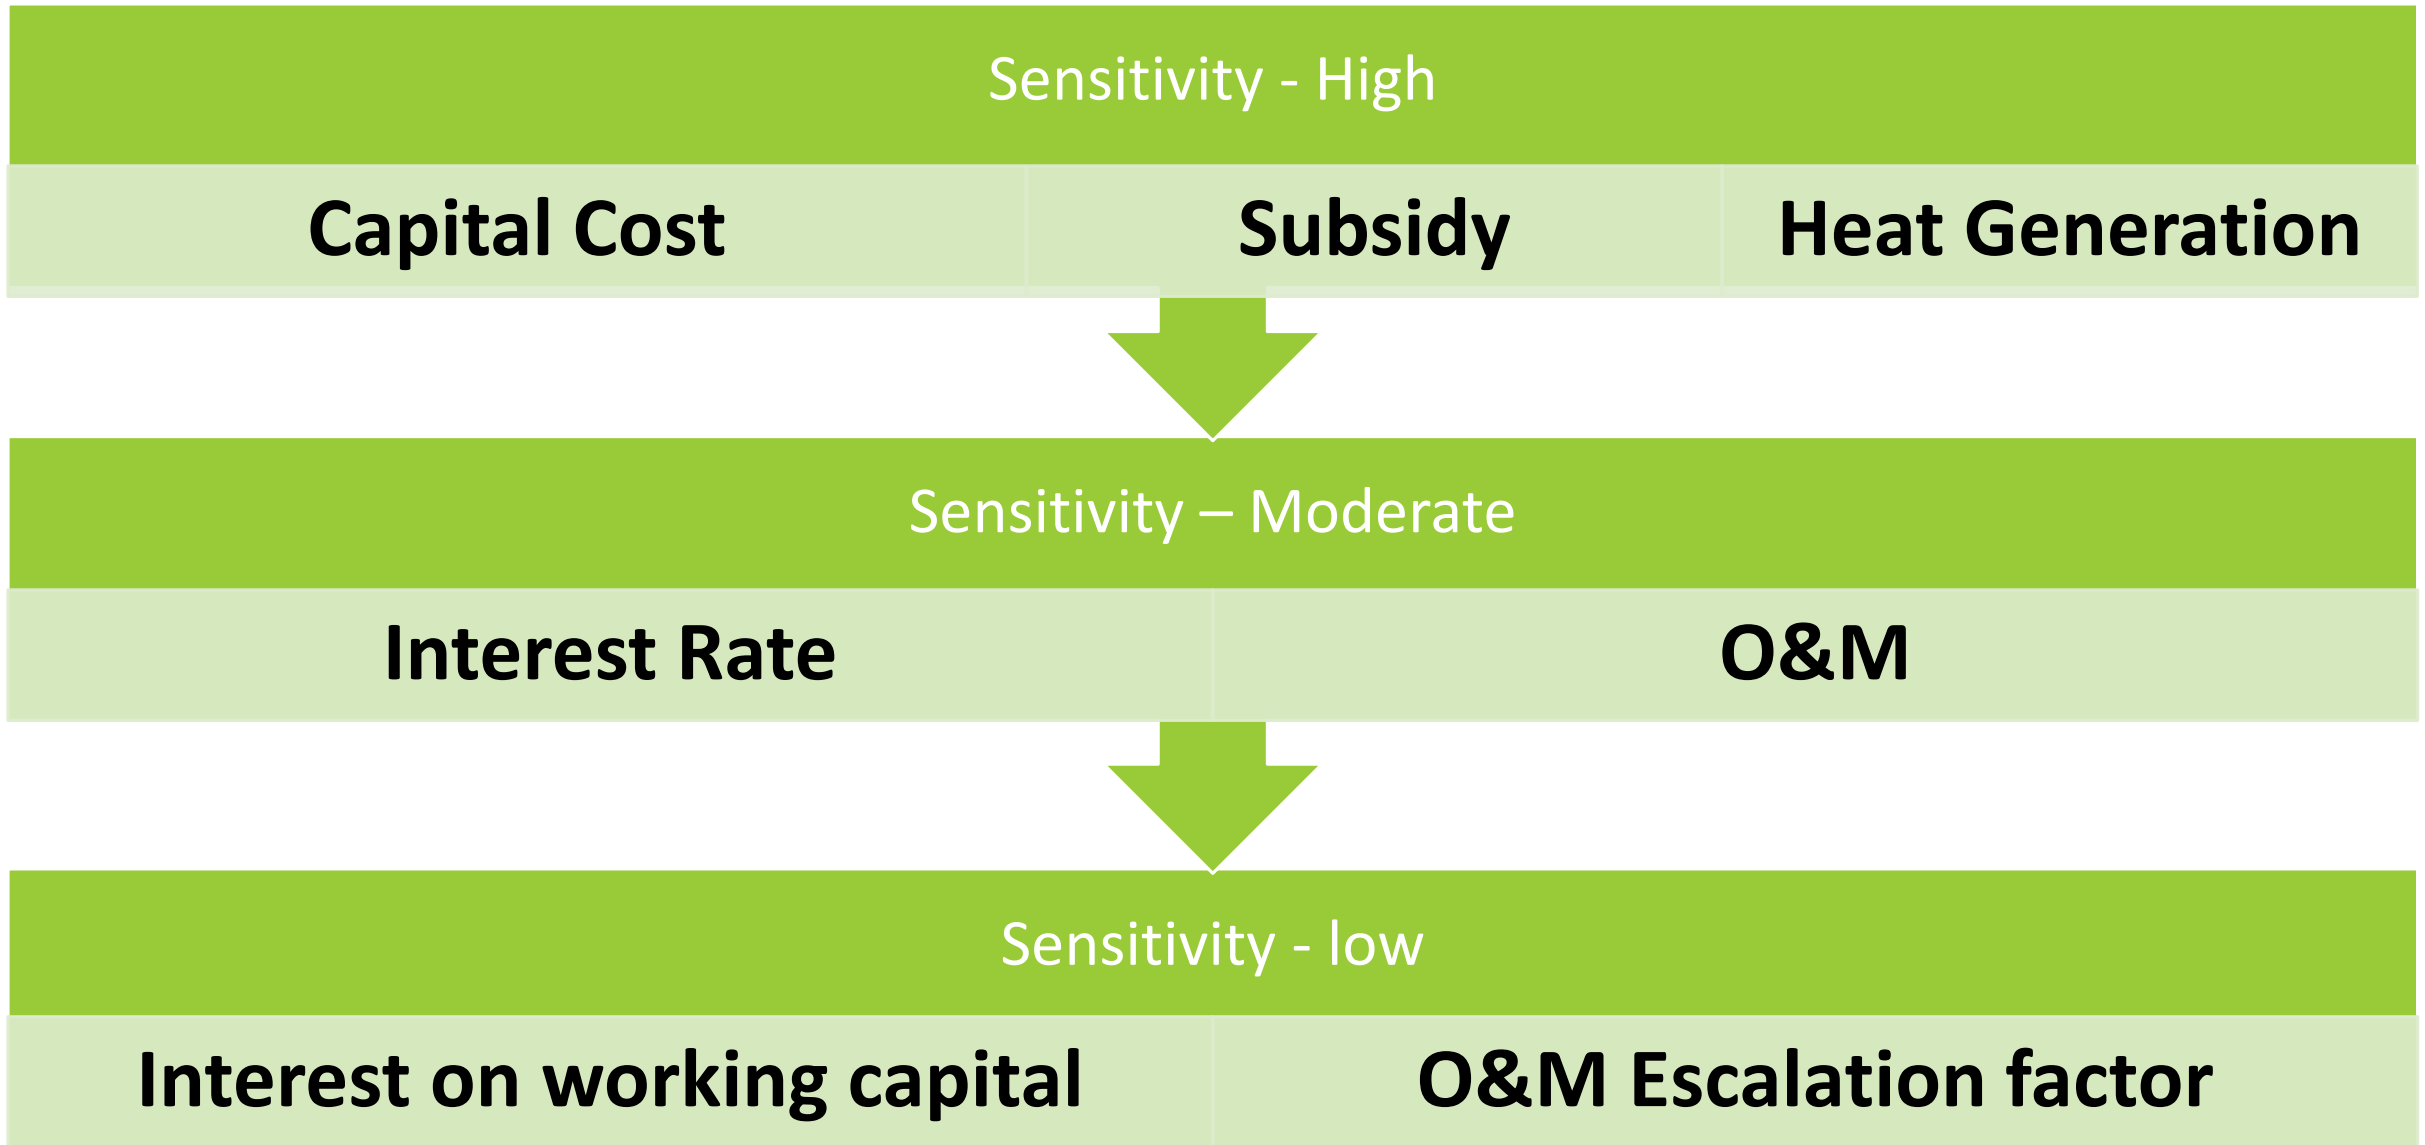 Sensitivity - High
Capital Cost
Subsidy
Heat Generation
Sensitivity – Moderate
Interest Rate
O&M
Sensitivity - low
Interest on working capital
O&M Escalation factor